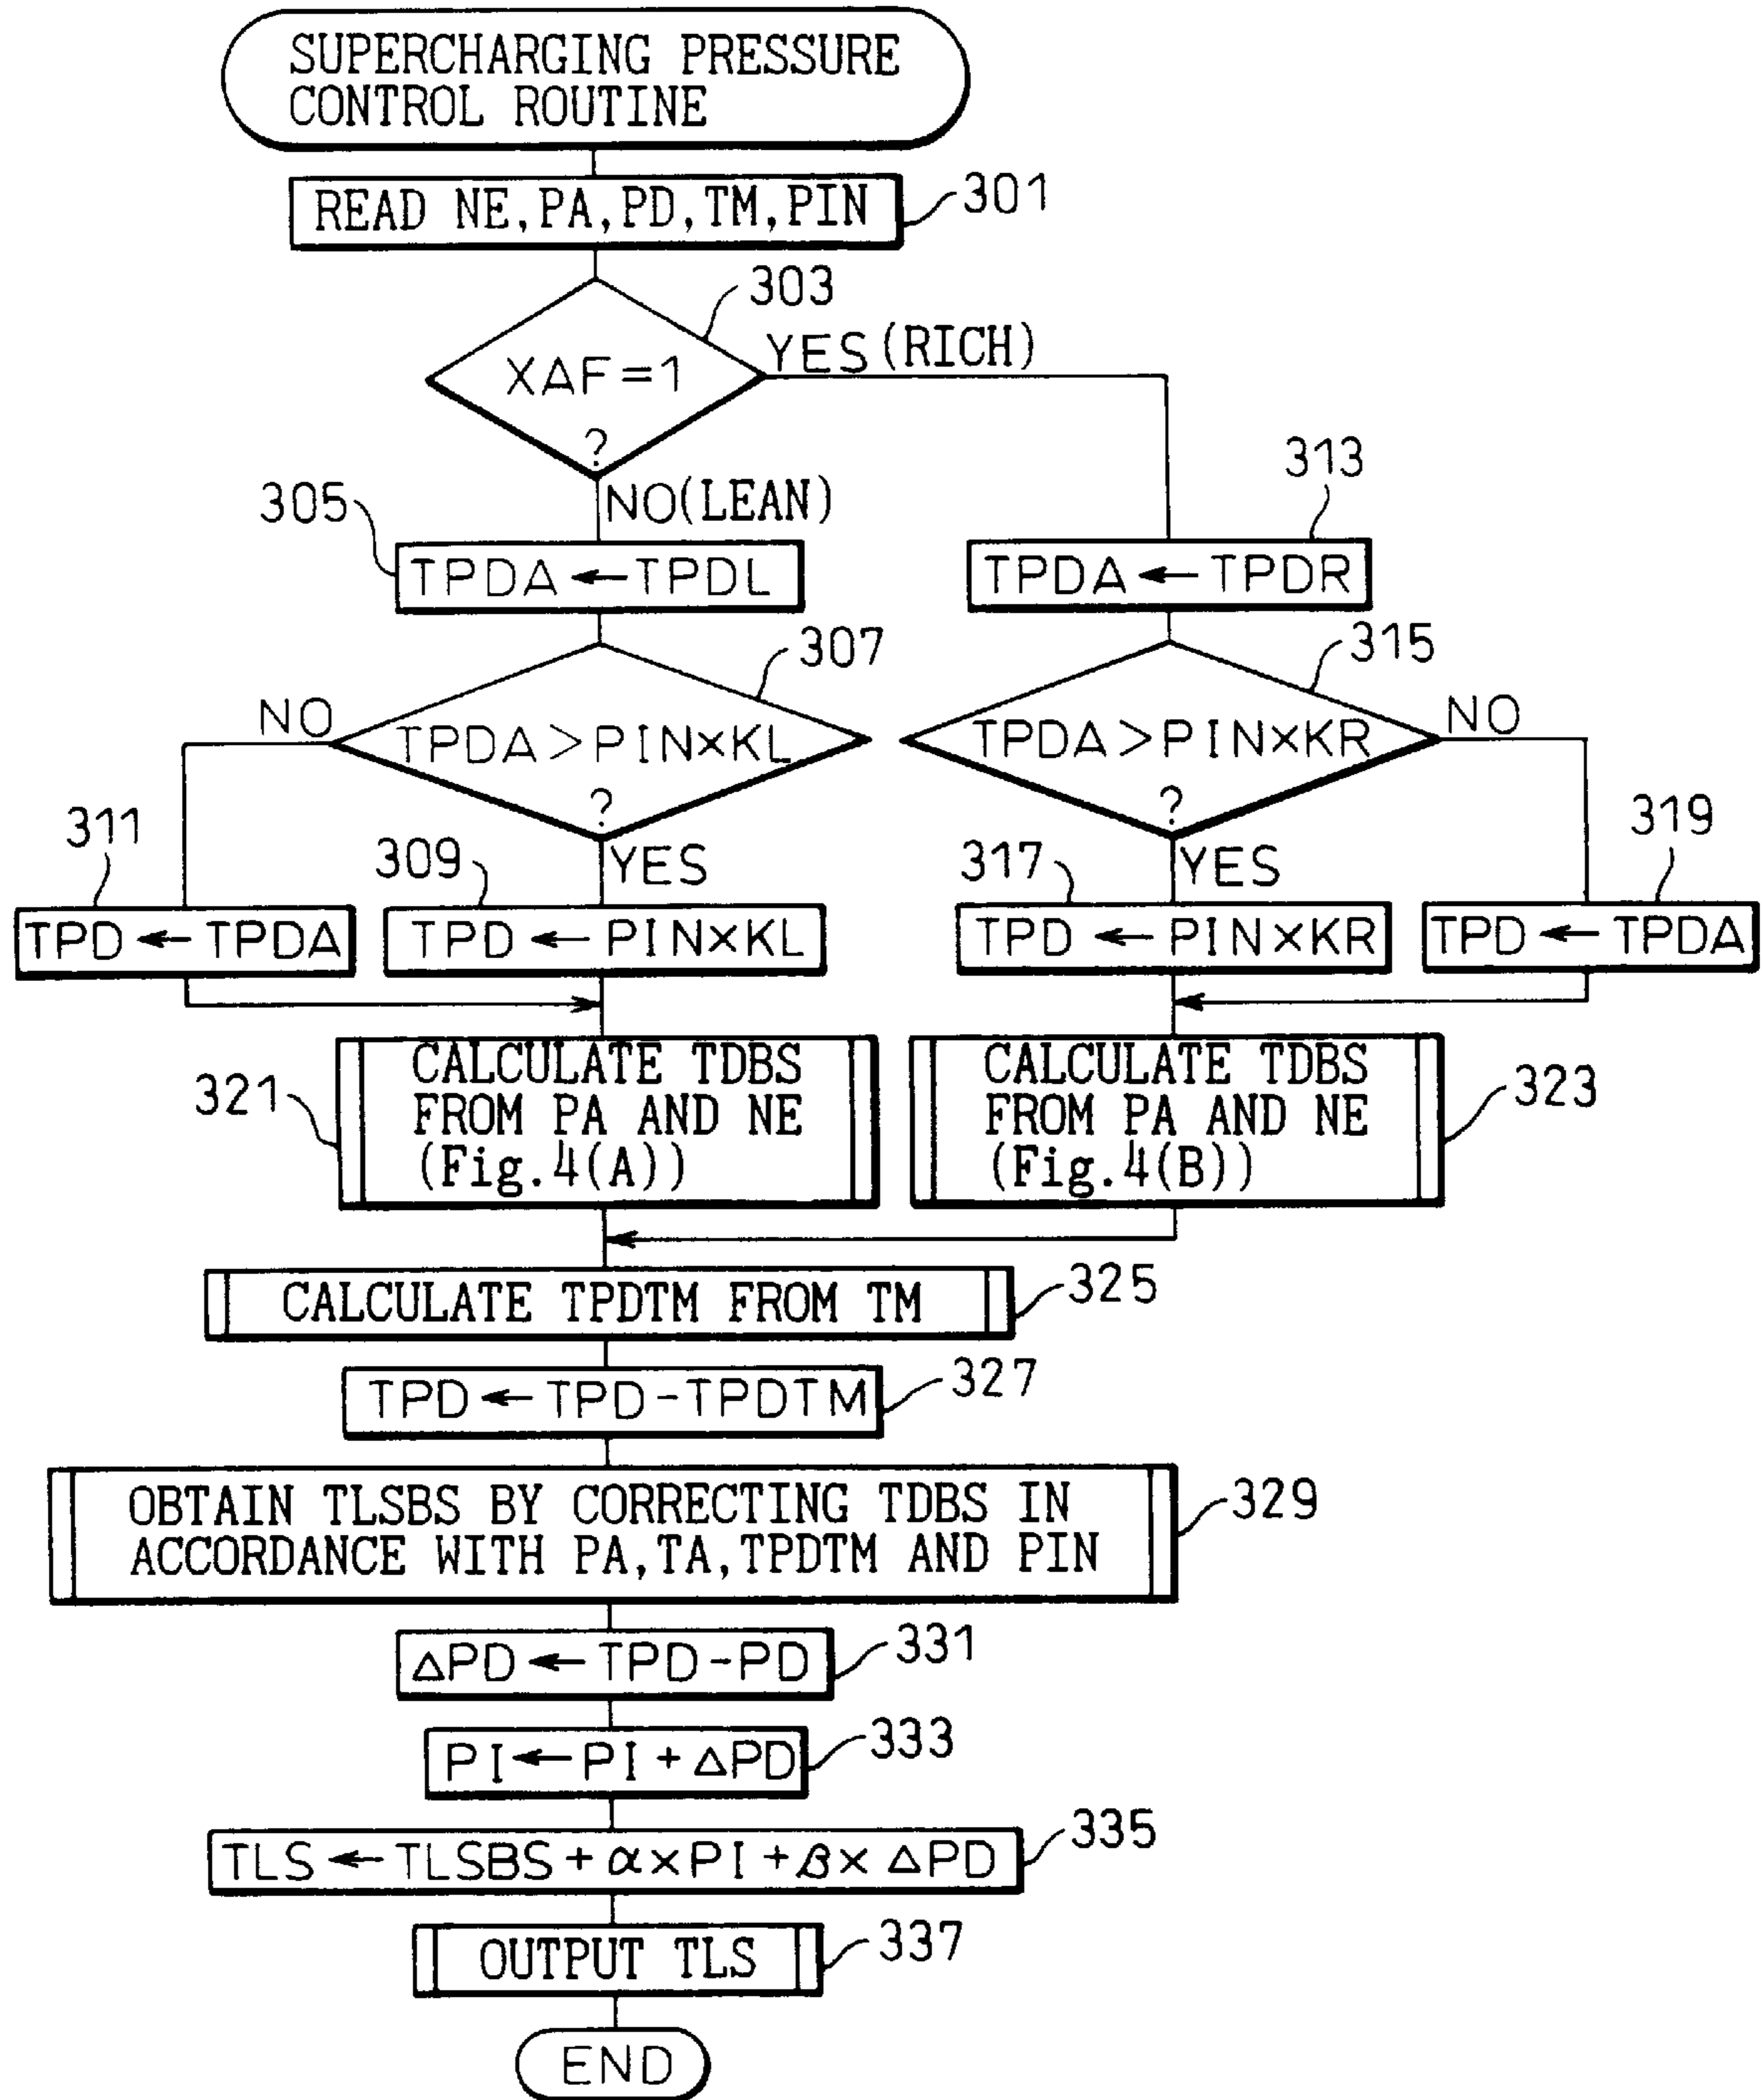 SUPERCHARGING PRESSURE
CONTROL ROUTINE
READ NE,PA,PD,TM,PIN
301
303
XAF=1
?
YES(RICH)
NO(LEAN)
305
TPDA←TPDL
313
TPDA←TPDR
307
NO
TPDA>PIN×KL
?
YES
315
TPDA>PIN×KR
?
NO
YES
311
TPD←TPDA
309
TPD←PIN×KL
317
TPD←PIN×KR
319
TPD←TPDA
321
CALCULATE TDBS
FROM PA AND NE
(Fig.4(A))
CALCULATE TDBS
FROM PA AND NE
(Fig.4(B))
323
CALCULATE TPDTM FROM TM
325
TPD←TPD-TPDTM
327
OBTAIN TLSBS BY CORRECTING TDBS IN
ACCORDANCE WITH PA,TA,TPDTM AND PIN
329
△PD←TPD-PD
331
PI←PI+△PD
333
TLS←TLSBS+α×PI+β×△PD
335
OUTPUT TLS
337
END